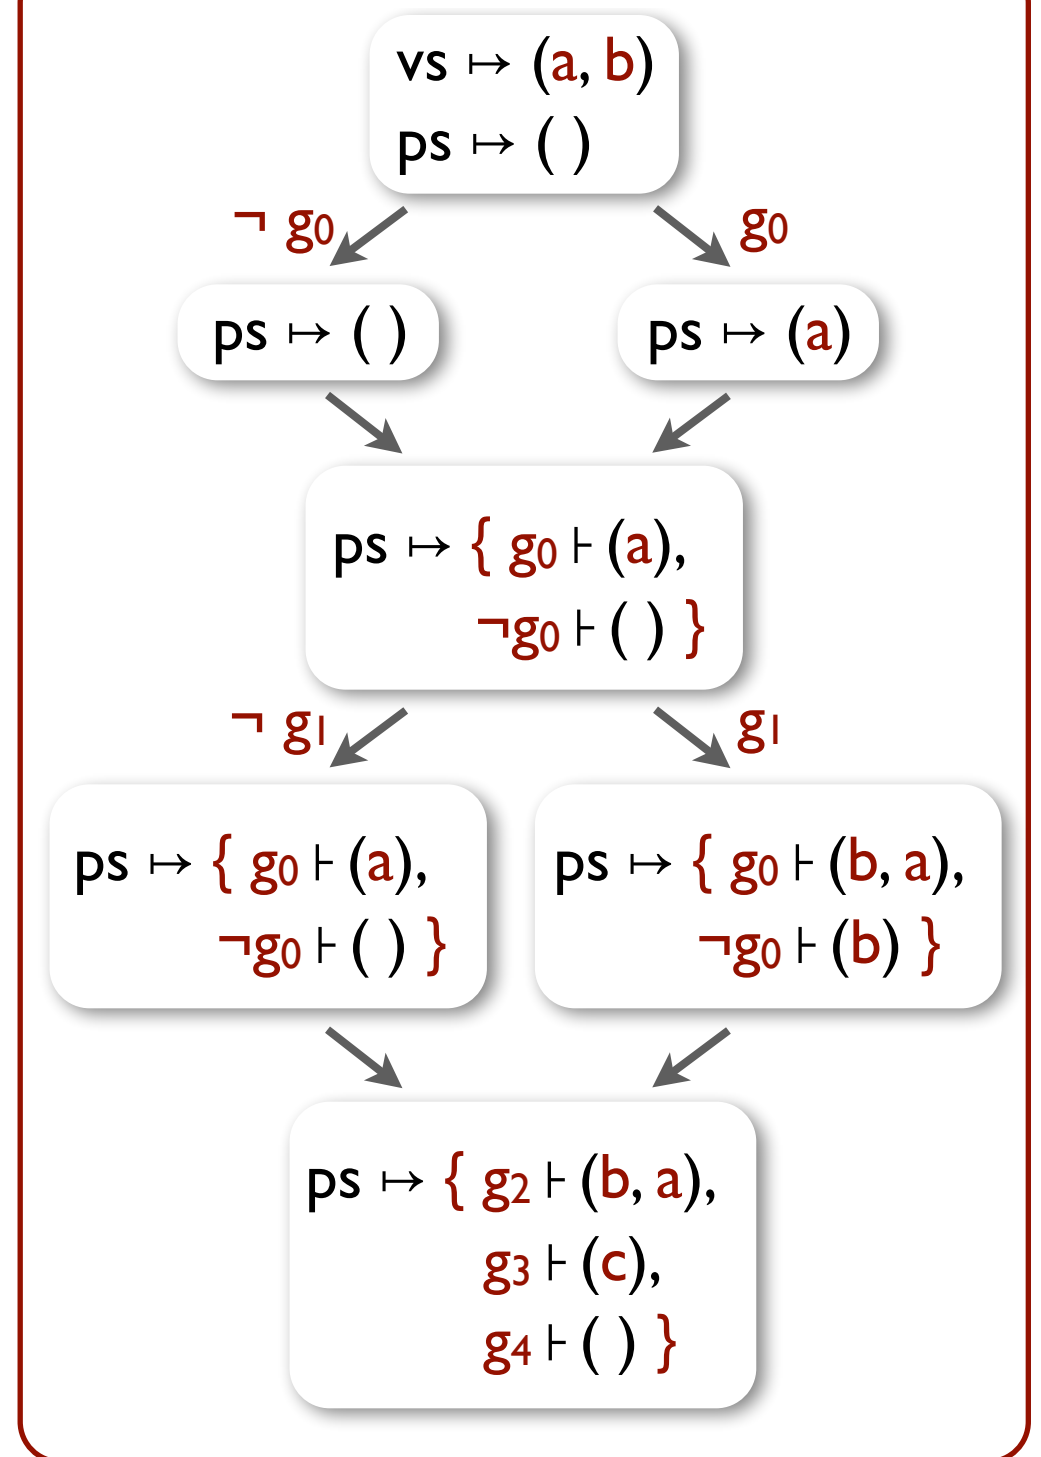 vs ↦ (a, b)
ps ↦ ( )
¬ g₀
g₀
ps ↦ ( )
ps ↦ (a)
ps ↦ { g₀ ⊦ (a),
¬g₀ ⊦ ( ) }
¬ g₁
g₁
ps ↦ { g₀ ⊦ (a),
¬g₀ ⊦ ( ) }
ps ↦ { g₀ ⊦ (b, a),
¬g₀ ⊦ (b) }
ps ↦ { g₂ ⊦ (b, a),
g₃ ⊦ (c),
g₄ ⊦ ( ) }